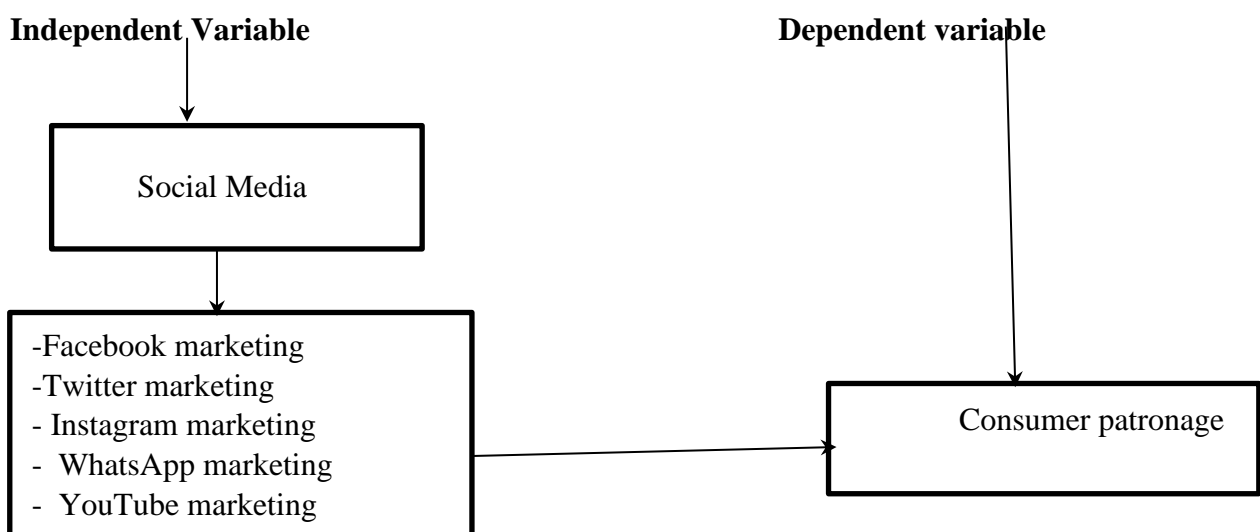 Independent Variable
Dependent variable
Social Media
-Facebook marketing
-Twitter marketing
- Instagram marketing
- WhatsApp marketing
- YouTube marketing
Consumer patronage